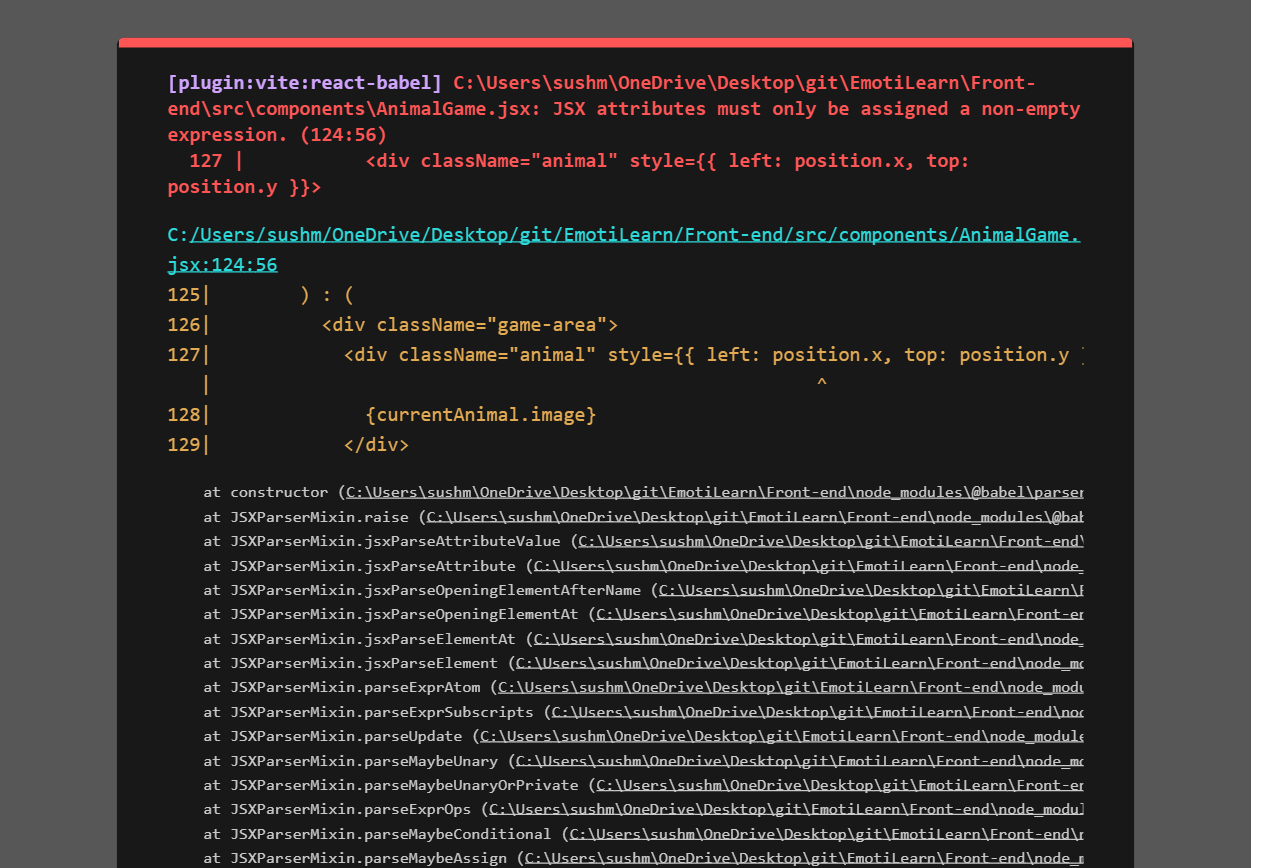 [plugin:vite:react-babel] C:\Users\sushm\OneDrive\Desktop\git\EmotiLearn\Front-
end\src\components\AnimalGame.jsx: JSX attributes must only be assigned a non-empty
expression. (124:56)
127 |           <div className="animal" style={{ left: position.x, top:
position.y }}>
C:/Users/sushm/OneDrive/Desktop/git/EmotiLearn/Front-end/src/components/AnimalGame.
jsx:124:56
125|        ) : (
126|          <div className="game-area">
127|            <div className="animal" style={{ left: position.x, top: position.y
|                                                       ^
128|              {currentAnimal.image}
129|            </div>
at constructor (C:\Users\sushm\OneDrive\Desktop\git\EmotiLearn\Front-end\node_modules\@babel\parser
at JSXParserMixin.raise (C:\Users\sushm\OneDrive\Desktop\git\EmotiLearn\Front-end\node_modules\@bab
at JSXParserMixin.jsxParseAttributeValue (C:\Users\sushm\OneDrive\Desktop\git\EmotiLearn\Front-end\
at JSXParserMixin.jsxParseAttribute (C:\Users\sushm\OneDrive\Desktop\git\EmotiLearn\Front-end\node_
at JSXParserMixin.jsxParseOpeningElementAfterName (C:\Users\sushm\OneDrive\Desktop\git\EmotiLearn\F
at JSXParserMixin.jsxParseOpeningElementAt (C:\Users\sushm\OneDrive\Desktop\git\EmotiLearn\Front-en
at JSXParserMixin.jsxParseElementAt (C:\Users\sushm\OneDrive\Desktop\git\EmotiLearn\Front-end\node_
at JSXParserMixin.jsxParseElement (C:\Users\sushm\OneDrive\Desktop\git\EmotiLearn\Front-end\node_mo
at JSXParserMixin.parseExprAtom (C:\Users\sushm\OneDrive\Desktop\git\EmotiLearn\Front-end\node_modu
at JSXParserMixin.parseExprSubscripts (C:\Users\sushm\OneDrive\Desktop\git\EmotiLearn\Front-end\nod
at JSXParserMixin.parseUpdate (C:\Users\sushm\OneDrive\Desktop\git\EmotiLearn\Front-end\node_module
at JSXParserMixin.parseMaybeUnary (C:\Users\sushm\OneDrive\Desktop\git\EmotiLearn\Front-end\node_mo
at JSXParserMixin.parseMaybeUnaryOrPrivate (C:\Users\sushm\OneDrive\Desktop\git\EmotiLearn\Front-en
at JSXParserMixin.parseExprOps (C:\Users\sushm\OneDrive\Desktop\git\EmotiLearn\Front-end\node_modul
at JSXParserMixin.parseMaybeConditional (C:\Users\sushm\OneDrive\Desktop\git\EmotiLearn\Front-end\n
at JSXParserMixin.parseMaybeAssign (C:\Users\sushm\OneDrive\Desktop\git\EmotiLearn\Front-end\node_m